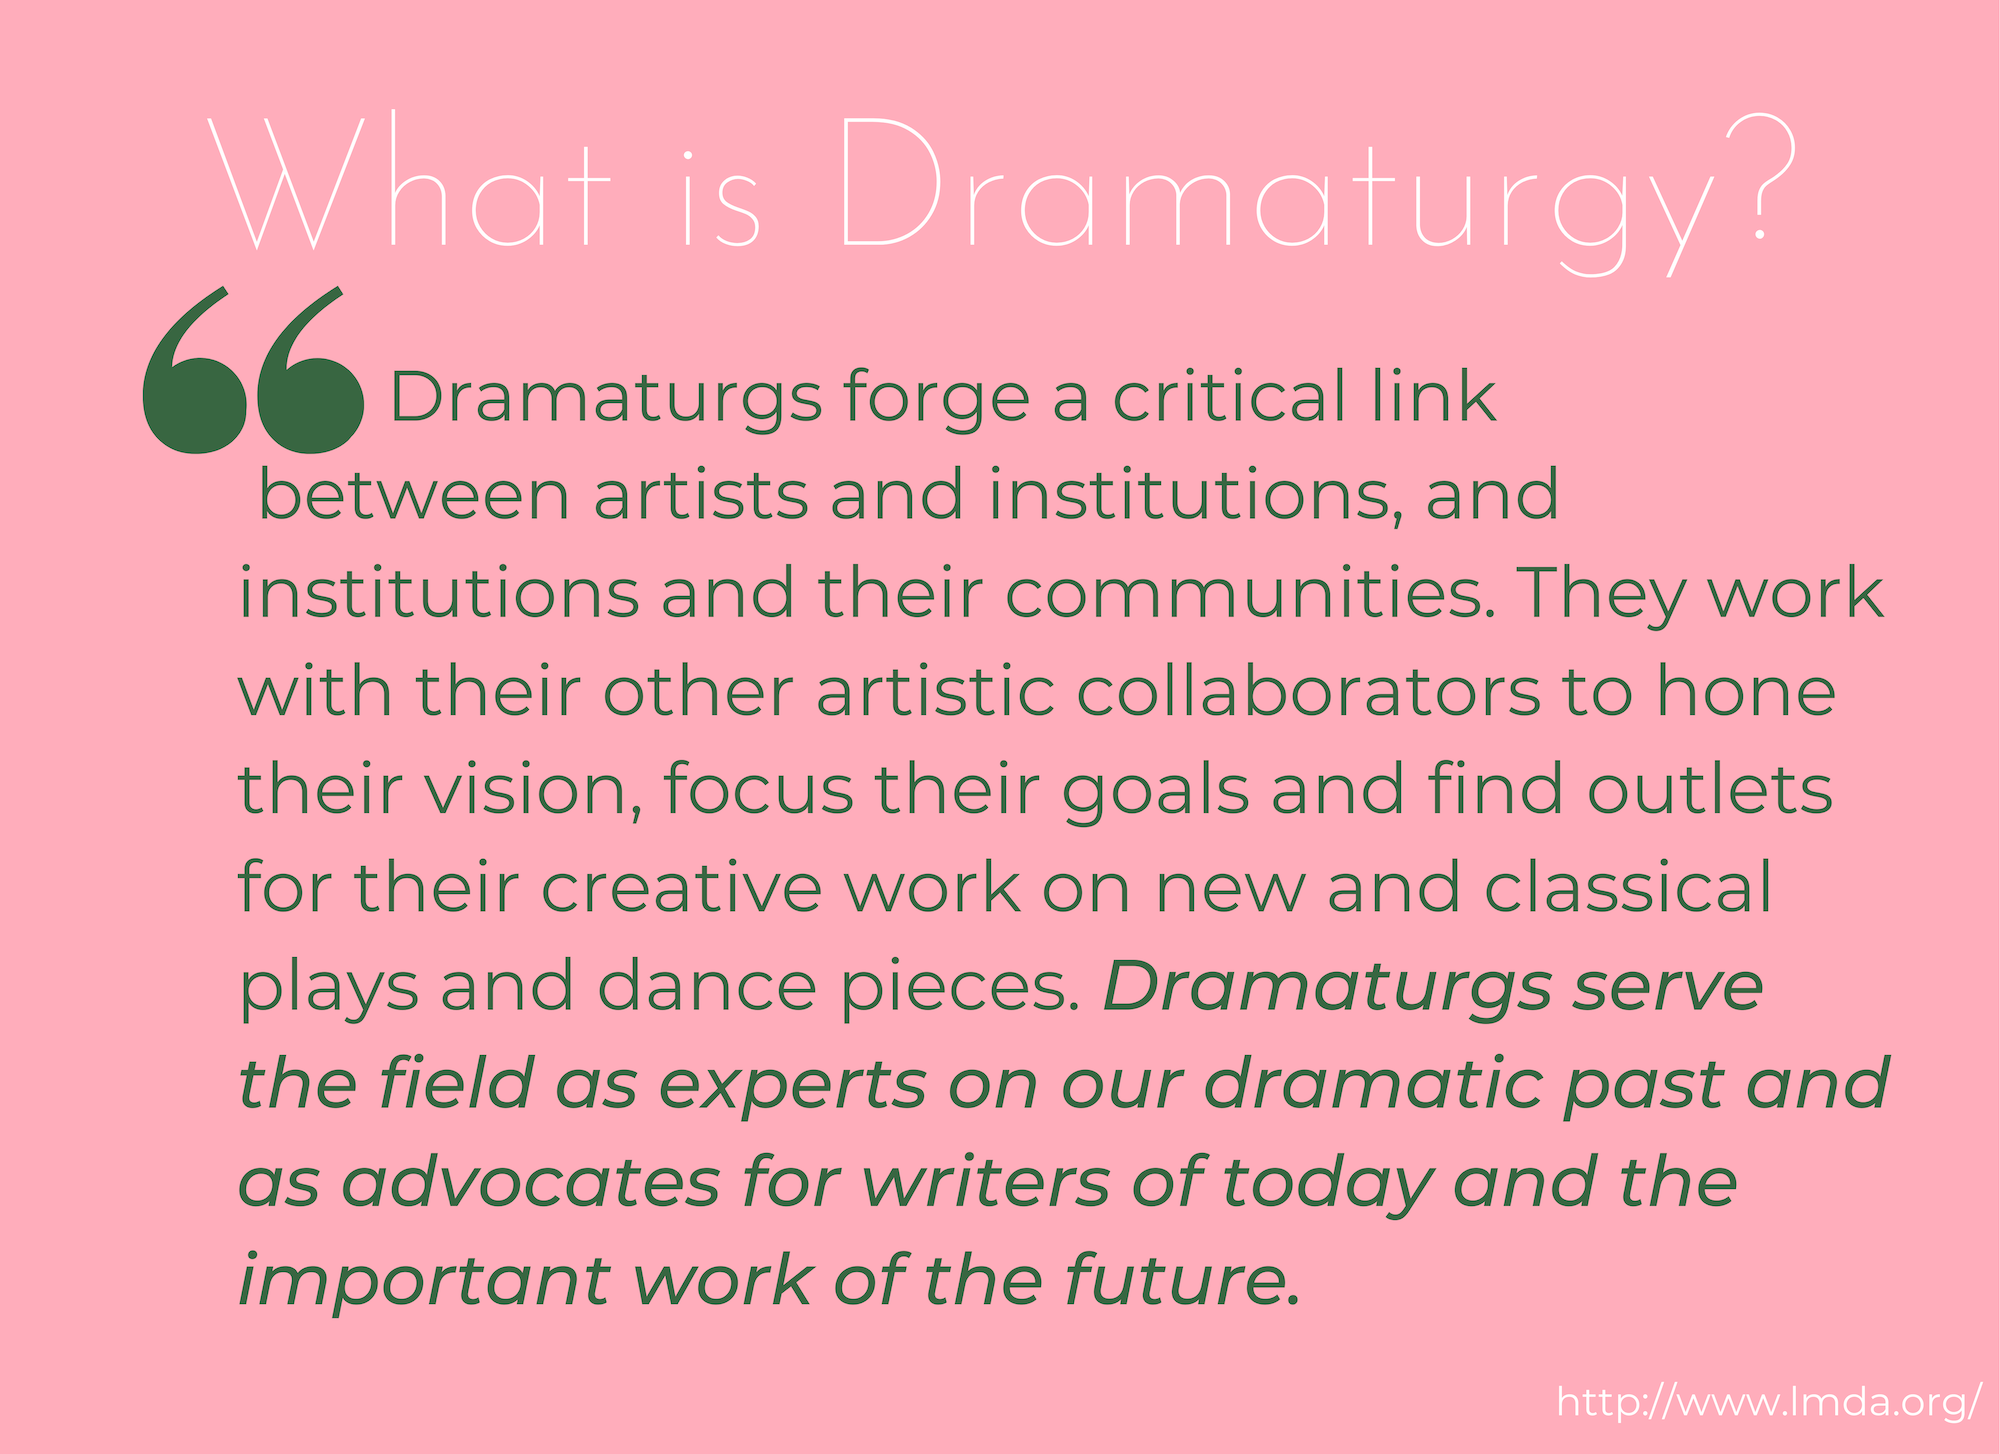 What is Dramaturgy?
“Dramaturgs forge a critical link
between artists and institutions, and
institutions and their communities. They work
with their other artistic collaborators to hone
their vision, focus their goals and find outlets
for their creative work on new and classical
plays and dance pieces. Dramaturgs serve
the field as experts on our dramatic past and
as advocates for writers of today and the
important work of the future.
http://www.lmda.org/